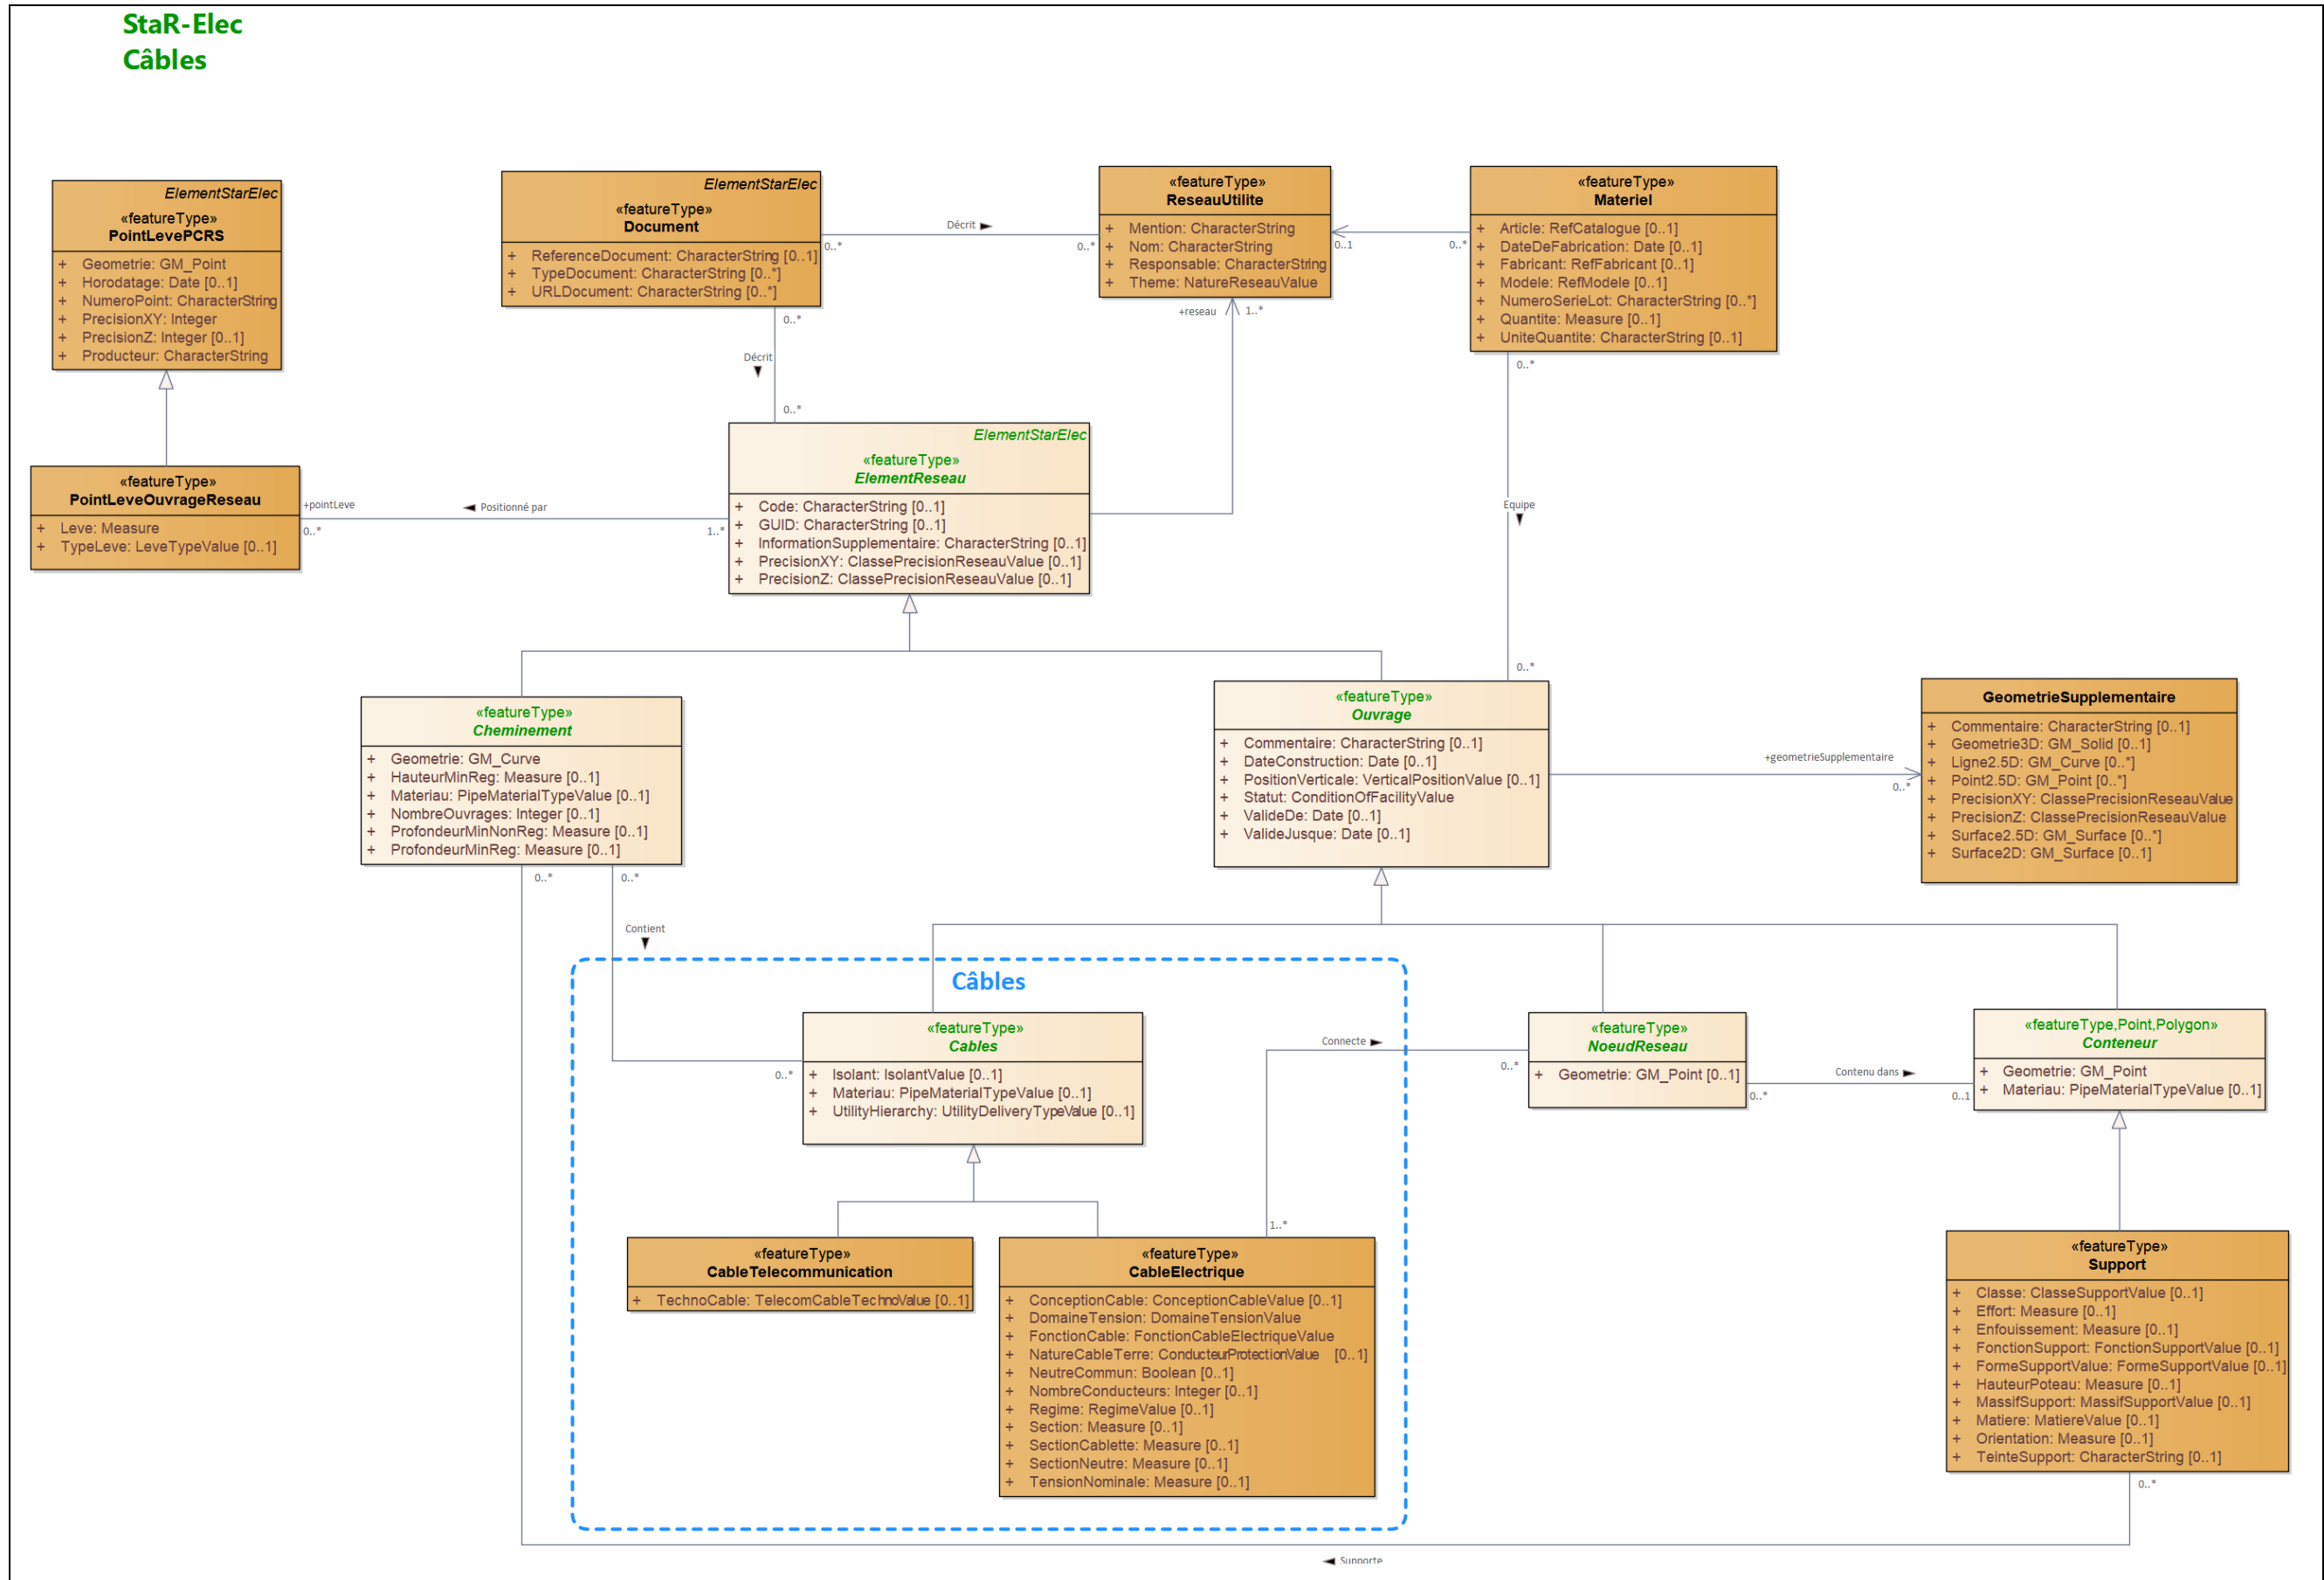 StaR-Elec
Câbles
ElementStarElec
«featureType»
PointLevePCRS
+ Geometrie: GM_Point
+ Horodatage: Date [0..1]
+ NumeroPoint: CharacterString
+ PrecisionXY: Integer
+ PrecisionZ: Integer [0..1]
+ Producteur: CharacterString
ElementStarElec
«featureType»
Document
+ ReferenceDocument: CharacterString [0..1]
+ TypeDocument: CharacterString [0..*]
+ URLDocument: CharacterString [0..*]
Décrit ►
0..*
0..*
«featureType»
ReseauUtilite
+ Mention: CharacterString
+ Nom: CharacterString
+ Responsable: CharacterString
+ Theme: NatureReseauValue
0..1
0..*
«featureType»
Materiel
+ Article: RefCatalogue [0..1]
+ DateDeFabrication: Date [0..1]
+ Fabricant: RefFabricant [0..1]
+ Modele: RefModele [0..1]
+ NumeroSerieLot: CharacterString [0..*]
+ Quantite: Measure [0..1]
+ UniteQuantite: CharacterString [0..1]
0..*
Décrit
▼
0..*
+reseau
1..*
0..*
Equipe
▼
0..*
«featureType»
PointLeveOuvrageReseau
+ Leve: Measure
+ TypeLeve: LeveTypeValue [0..1]
+pointLeve
0..*
◄ Positionné par
1..*
ElementStarElec
«featureType»
ElementReseau
+ Code: CharacterString [0..1]
+ GUID: CharacterString [0..1]
+ InformationSupplementaire: CharacterString [0..1]
+ PrecisionXY: ClassePrecisionReseauValue [0..1]
+ PrecisionZ: ClassePrecisionReseauValue [0..1]
«featureType»
Cheminement
+ Geometrie: GM_Curve
+ HauteurMinReg: Measure [0..1]
+ Materiau: PipeMaterialTypeValue [0..1]
+ NombreOuvrages: Integer [0..1]
+ ProfondeurMinNonReg: Measure [0..1]
+ ProfondeurMinReg: Measure [0..1]
0..*
0..*
«featureType»
Ouvrage
+ Commentaire: CharacterString [0..1]
+ DateConstruction: Date [0..1]
+ PositionVerticale: VerticalPositionValue [0..1]
+ Statut: ConditionOfFacilityValue
+ ValideDe: Date [0..1]
+ ValideJusque: Date [0..1]
+geometrieSupplementaire
0..*
GeometrieSupplementaire
+ Commentaire: CharacterString [0..1]
+ Geometrie3D: GM_Solid [0..1]
+ Ligne2.5D: GM_Curve [0..*]
+ Point2.5D: GM_Point [0..*]
+ PrecisionXY: ClassePrecisionReseauValue
+ PrecisionZ: ClassePrecisionReseauValue
+ Surface2.5D: GM_Surface [0..*]
+ Surface2D: GM_Surface [0..1]
Contient
▼
Câbles
0..*
«featureType»
Cables
+ Isolant: IsolantValue [0..1]
+ Materiau: PipeMaterialTypeValue [0..1]
+ UtilityHierarchy: UtilityDeliveryTypeValue [0..1]
Connecte ►
0..*
1..*
«featureType»
NoeudReseau
+ Geometrie: GM_Point [0..1]
Contenu dans ►
0..*
0..1
«featureType,Point,Polygon»
Conteneur
+ Geometrie: GM_Point
+ Materiau: PipeMaterialTypeValue [0..1]
«featureType»
CableTelecommunication
+ TechnoCable: TelecomCableTechnoValue [0..1]
«featureType»
CableElectrique
+ ConceptionCable: ConceptionCableValue [0..1]
+ DomaineTension: DomaineTensionValue
+ FonctionCable: FonctionCableElectriqueValue
+ NatureCableTerre: ConducteurProtectionValue [0..1]
+ NeutreCommun: Boolean [0..1]
+ NombreConducteurs: Integer [0..1]
+ Regime: RegimeValue [0..1]
+ Section: Measure [0..1]
+ SectionCablette: Measure [0..1]
+ SectionNeutre: Measure [0..1]
+ TensionNominale: Measure [0..1]
«featureType»
Support
+ Classe: ClasseSupportValue [0..1]
+ Effort: Measure [0..1]
+ Enfouissement: Measure [0..1]
+ FonctionSupport: FonctionSupportValue [0..1]
+ FormeSupportValue: FormeSupportValue [0..1]
+ HauteurPoteau: Measure [0..1]
+ MassifSupport: MassifSupportValue [0..1]
+ Matiere: MatiereValue [0..1]
+ Orientation: Measure [0..1]
+ TeinteSupport: CharacterString [0..1]
0..*
◄ Supporte